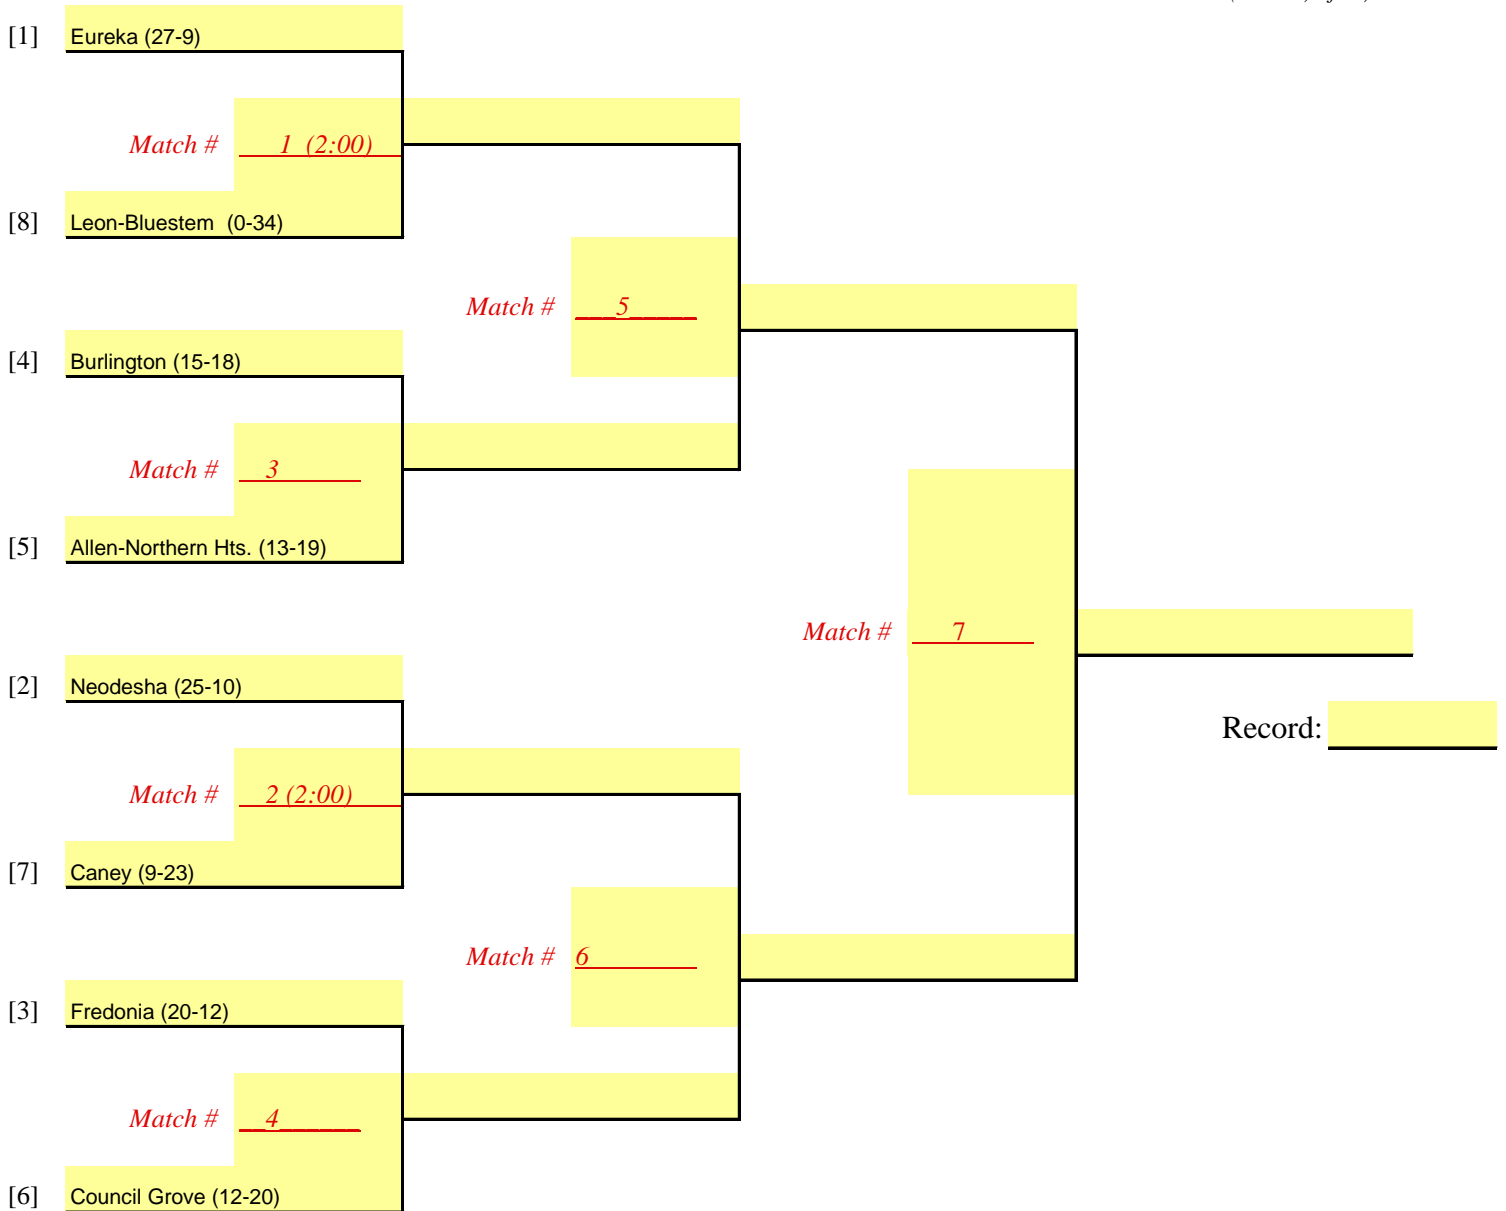 [1] Eureka (27-9)
Match # 1 (2:00)
[8] Leon-Bluestem (0-34)
Match # ___5_____
[4] Burlington (15-18)
Match # 3
[5] Allen-Northern Hts. (13-19)
Match # 7
[2] Neodesha (25-10)
Record:
Match # 2 (2:00)
[7] Caney (9-23)
Match # 6
[3] Fredonia (20-12)
Match # __4______
[6] Council Grove (12-20)